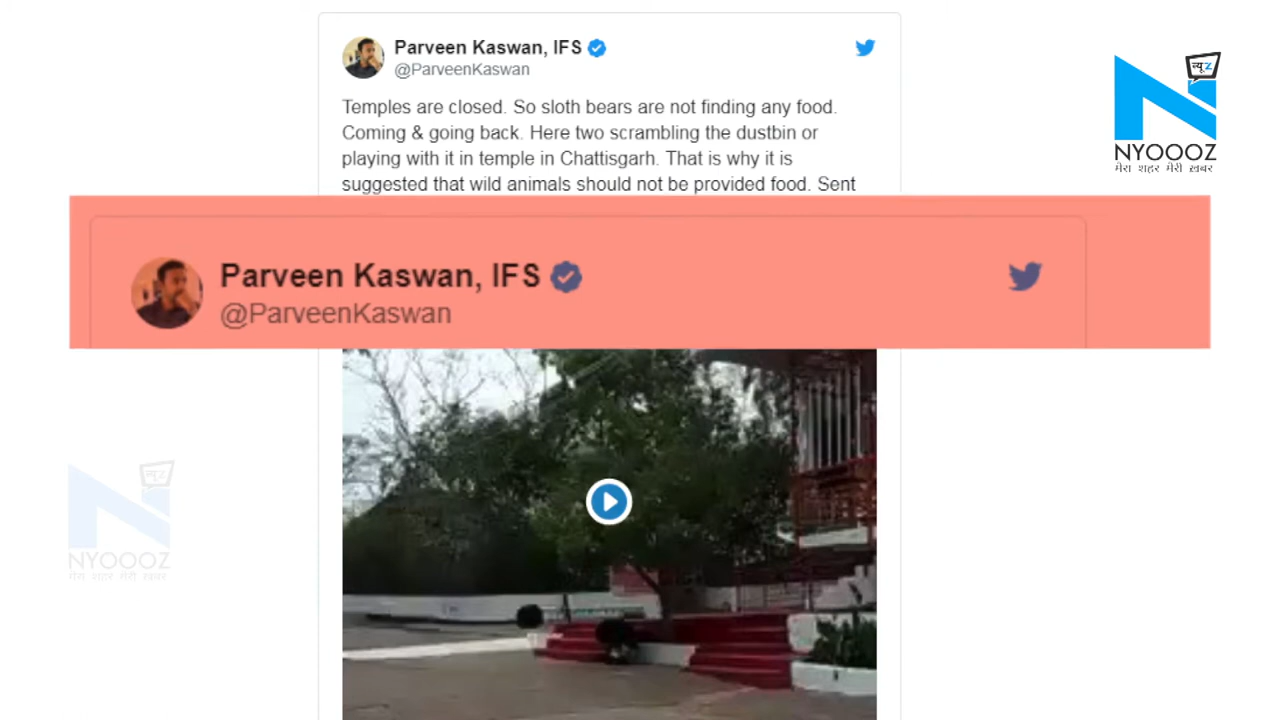 Parveen Kaswan, IFS
@ParveenKaswan
Temples are closed. So sloth bears are not finding any food.
Coming & going back. Here two scrambling the dustbin or
playing with it in temple in Chattisgarh. That is why it is
suggested that wild animals should not be provided food. Sent
न्यूz
NYOOOZ
मेरा शहर मेरी ख़बर
Parveen Kaswan, IFS
@ParveenKaswan
न्यूz
NYOOOZ
मेरा शहर मेरी ख़बर